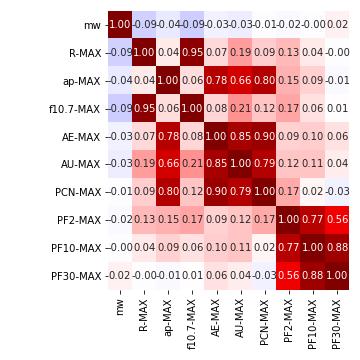 mw 1.00 -0.09 -0.04 -0.09 -0.03 -0.03 -0.01 -0.02 -0.00 0.02
R-MAX -0.09 1.00 0.04 0.95 0.07 0.19 0.09 0.13 0.04 -0.00
ap-MAX -0.04 0.04 1.00 0.06 0.78 0.66 0.80 0.15 0.09 -0.01
f10.7-MAX -0.09 0.95 0.06 1.00 0.08 0.21 0.12 0.17 0.06 0.01
AE-MAX -0.03 0.07 0.78 0.08 1.00 0.85 0.90 0.09 0.10 0.06
AU-MAX -0.03 0.19 0.66 0.21 0.85 1.00 0.79 0.12 0.11 0.04
PCN-MAX -0.01 0.09 0.80 0.12 0.90 0.79 1.00 0.17 0.02 -0.03
PF2-MAX -0.02 0.13 0.15 0.17 0.09 0.12 0.17 1.00 0.77 0.56
PF10-MAX -0.00 0.04 0.09 0.06 0.10 0.11 0.02 0.77 1.00 0.88
PF30-MAX 0.02 -0.00 -0.01 0.01 0.06 0.04 -0.03 0.56 0.88 1.00
mw R-MAX ap-MAX f10.7-MAX AE-MAX AU-MAX PCN-MAX PF2-MAX PF10-MAX PF30-MAX